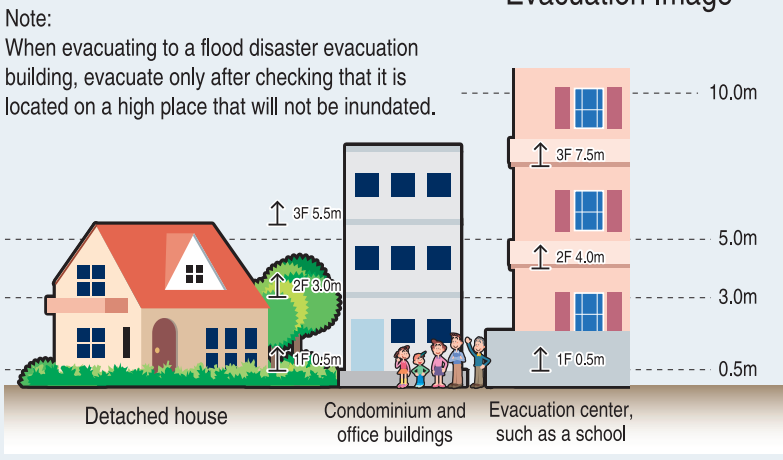 Evacuation Image
Note:
When evacuating to a flood disaster evacuation
building, evacuate only after checking that it is
located on a high place that will not be inundated.
10.0m
3F 7.5m
3F 5.5m
5.0m
2F 4.0m
2F 3.0m
3.0m
1F 0.5m
1F 0.5m
0.5m
Detached house
Condominium and
office buildings
Evacuation center,
such as a school